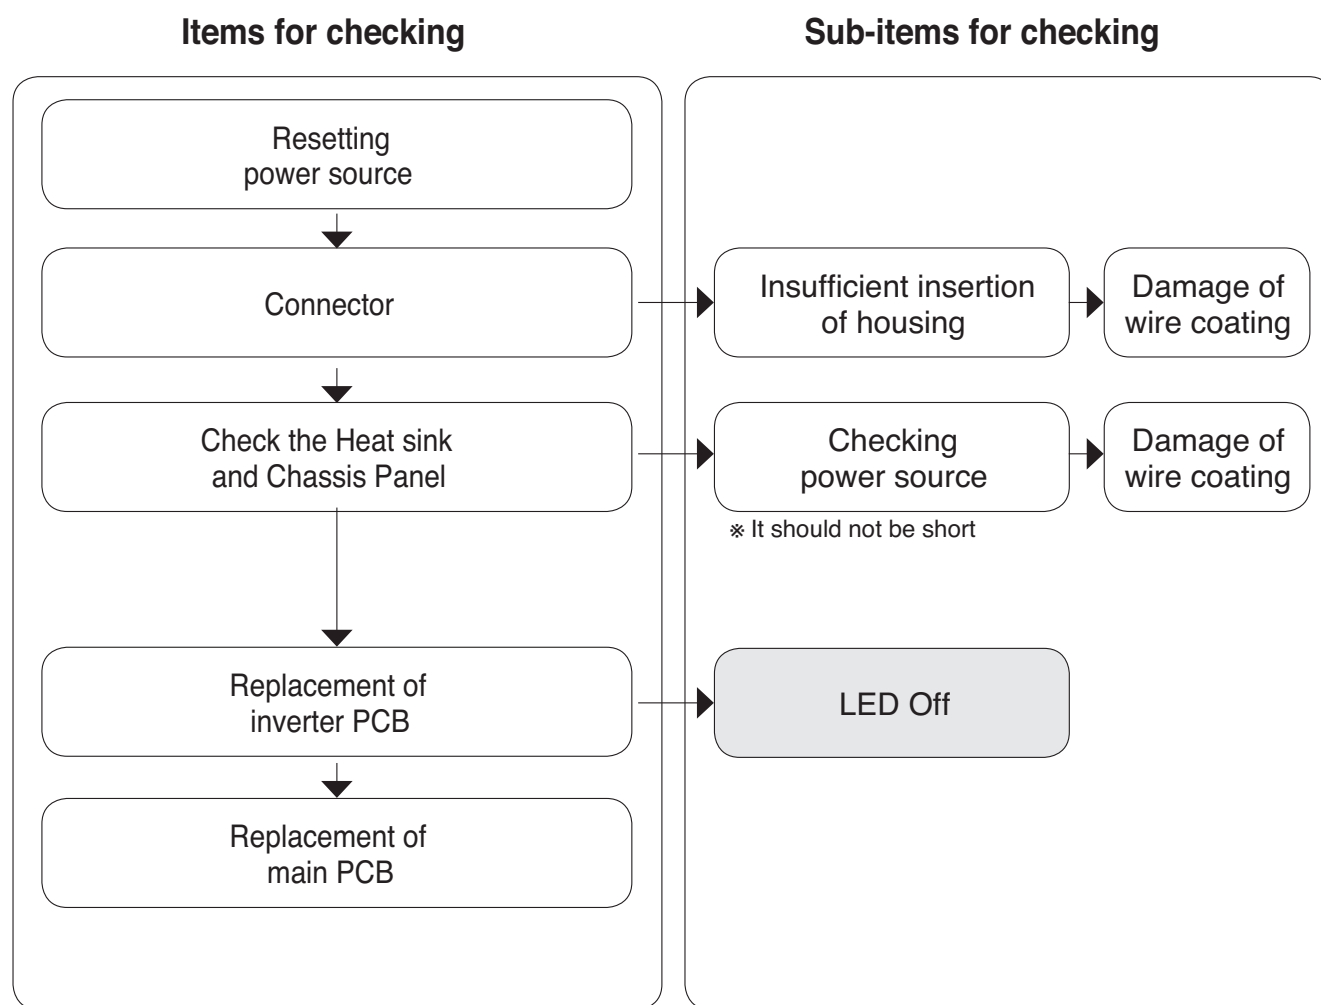 Items for checking
Sub-items for checking
Resetting
power source
Connector
Insufficient insertion
of housing
Damage of
wire coating
Check the Heat sink
and Chassis Panel
Checking
power source
Damage of
wire coating
※ It should not be short
Replacement of
inverter PCB
LED Off
Replacement of
main PCB